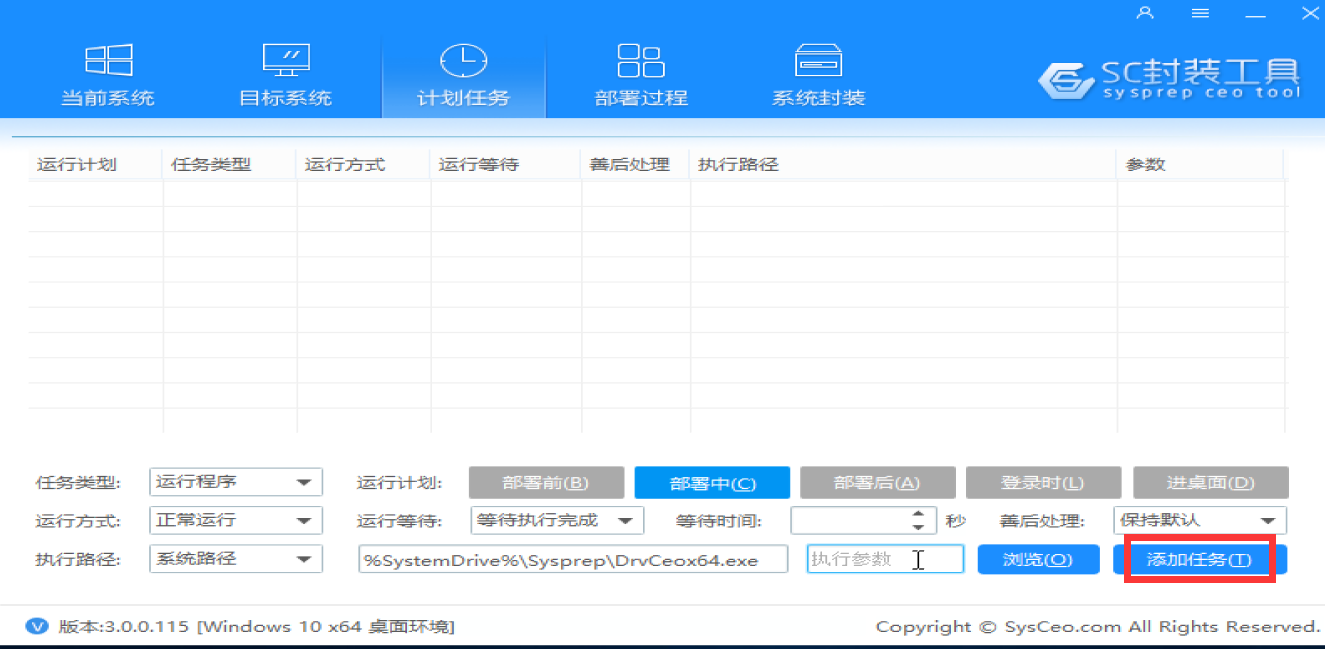 当前系统 目标系统 计划任务 部署过程 系统封装
SC封装工具
sysprep ceo tool
运行计划 任务类型 运行方式 运行等待 善后处理 执行路径 参数
任务类型: 运行程序 运行计划: 部署前(B) 部署中(C) 部署后(A) 登录时(L) 进桌面(D)
运行方式: 正常运行 运行等待: 等待执行完成 等待时间: 秒 善后处理: 保持默认
执行路径: 系统路径 %SystemDrive%\Sysprep\DrvCeox64.exe 执行参数 浏览(O) 添加任务(T)
V 版本:3.0.0.115 [Windows 10 x64 桌面环境] Copyright © SysCeo.com All Rights Reserved.